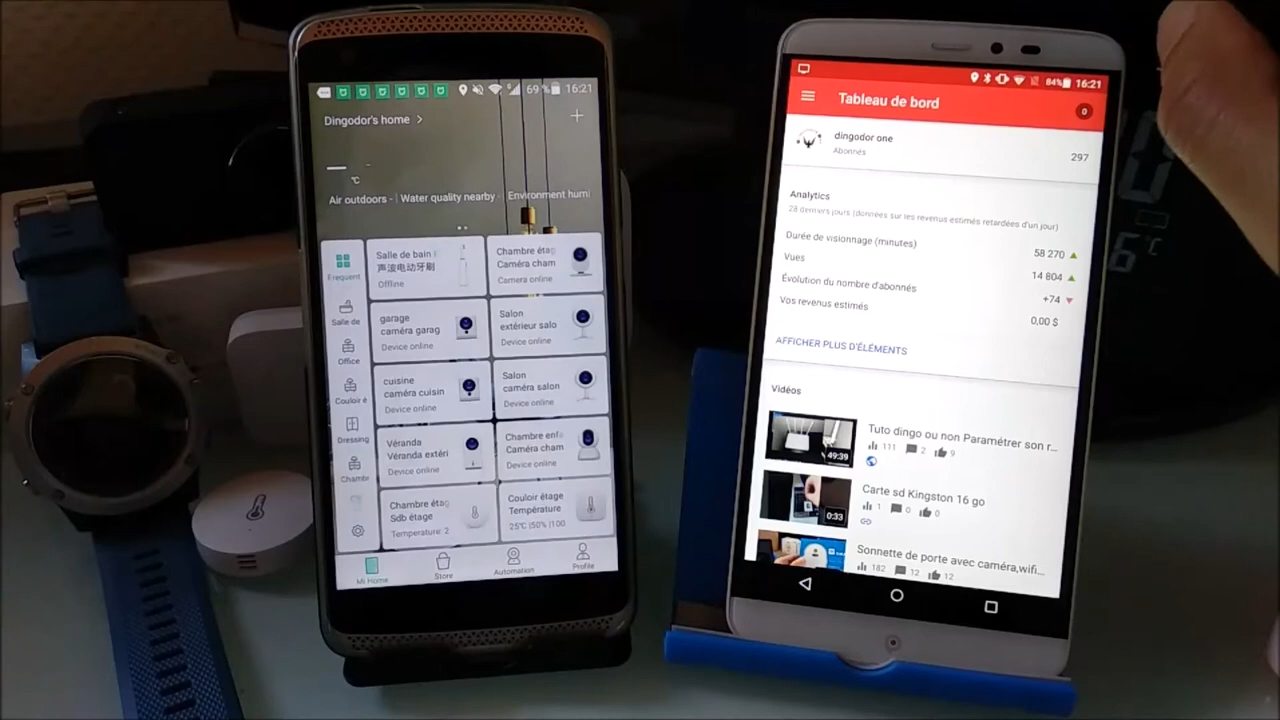 69 % 16:21
Dingodor's home >
°C
Air outdoors - | Water quality nearby - Environment humi
Frequent
Salle de
Office
Couloir é
Dressing
Chambr
Salle de bain
声波电动牙刷
Offline
Chambre étag
Caméra cham
Camera online
garage
caméra garag
Device online
Salon
extérieur salo
Device online
cuisine
caméra cuisin
Device online
Salon
caméra salon
Device online
Véranda
Véranda extéri
Device online
Chambre enfa
Caméra cham
Device online
Chambre étag
Sdb étage
Temperature: 2
Couloir étage
Température
25℃ |50% |100
Mi Home
Store
Automation
Profile
84% 16:21
Tableau de bord
0
dingodor one
Abonnés
297
Analytics
28 derniers jours (données sur les revenus estimés retardées d'un jour)
Durée de visionnage (minutes) 58 270 ▲
Vues 14 804 ▲
Évolution du nombre d'abonnés +74 ▼
Vos revenus estimés 0,00 $
AFFICHER PLUS D'ÉLÉMENTS
Vidéos
49:39
Tuto dingo ou non Paramétrer son r...
111 2 9
0:33
Carte sd Kingston 16 go
1 0 0
Sonnette de porte avec caméra,wifi...
182 12 12
6°C